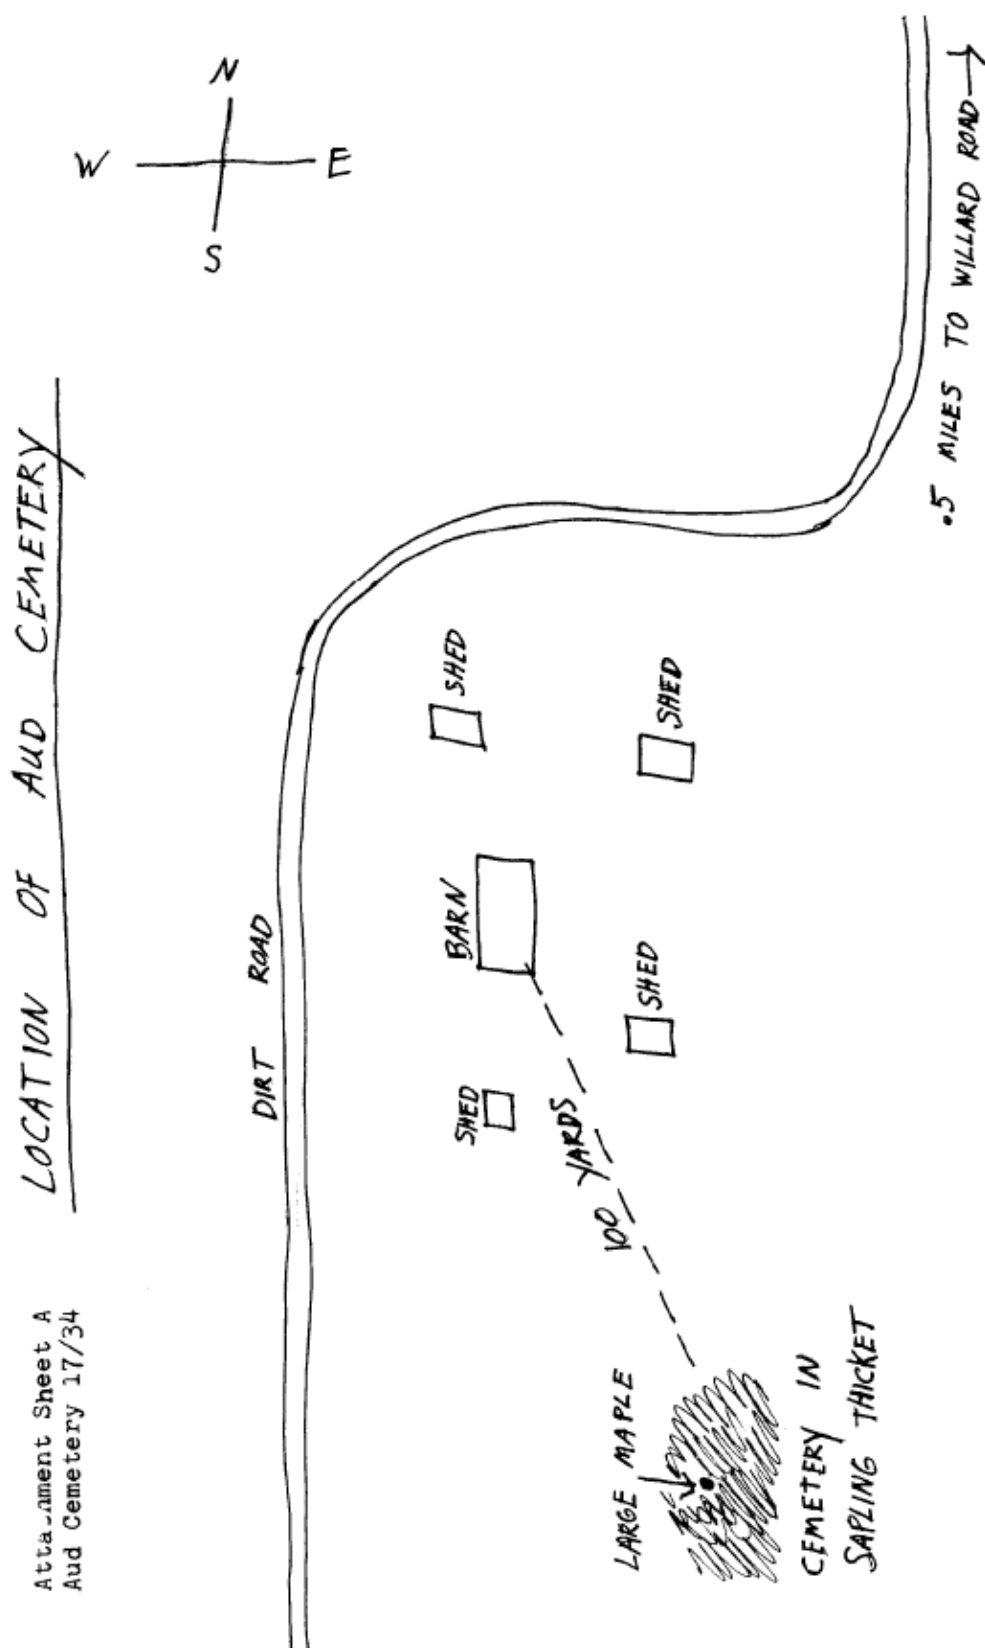 Attachment Sheet A
Aud Cemetery 17/34
LOCATION OF AUD CEMETERY
N
W
E
S
DIRT ROAD
SHED
SHED
BARN
SHED
SHED
100 YARDS
LARGE MAPLE
CEMETERY IN
SAPLING THICKET
.5 MILES TO WILLARD ROAD→